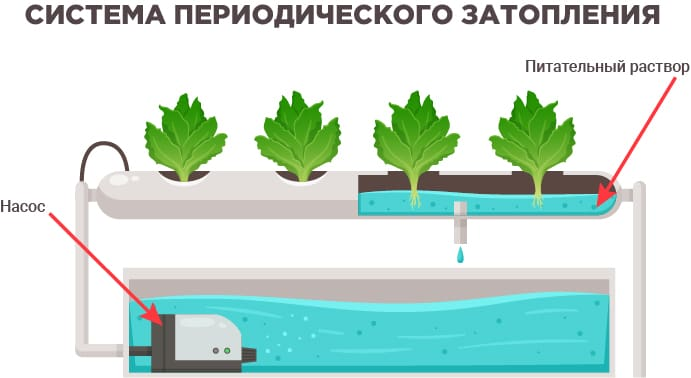 СИСТЕМА ПЕРИОДИЧЕСКОГО ЗАТОПЛЕНИЯ
Питательный раствор
Насос